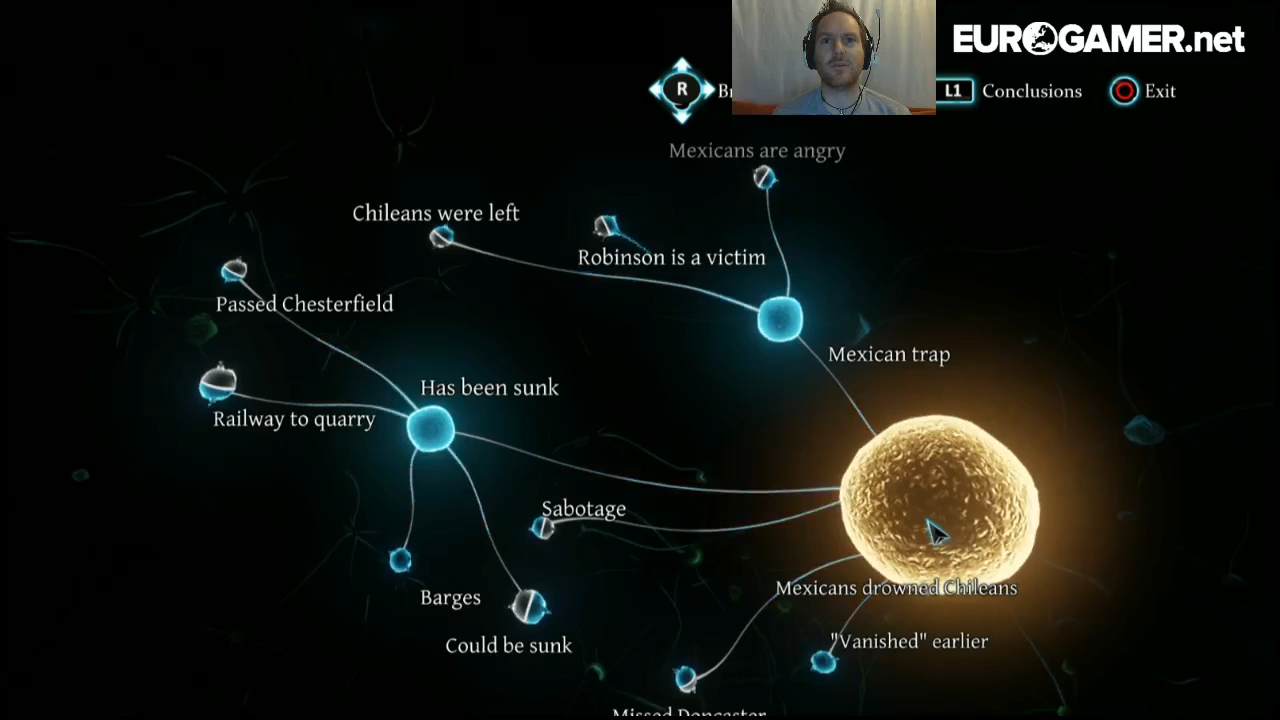 EUROGAMER.net
R
L1 Conclusions
Exit
Mexicans are angry
Chileans were left
Robinson is a victim
Passed Chesterfield
Mexican trap
Has been sunk
Railway to quarry
Sabotage
Mexicans drowned Chileans
Barges
"Vanished" earlier
Could be sunk
Missed Doncaster